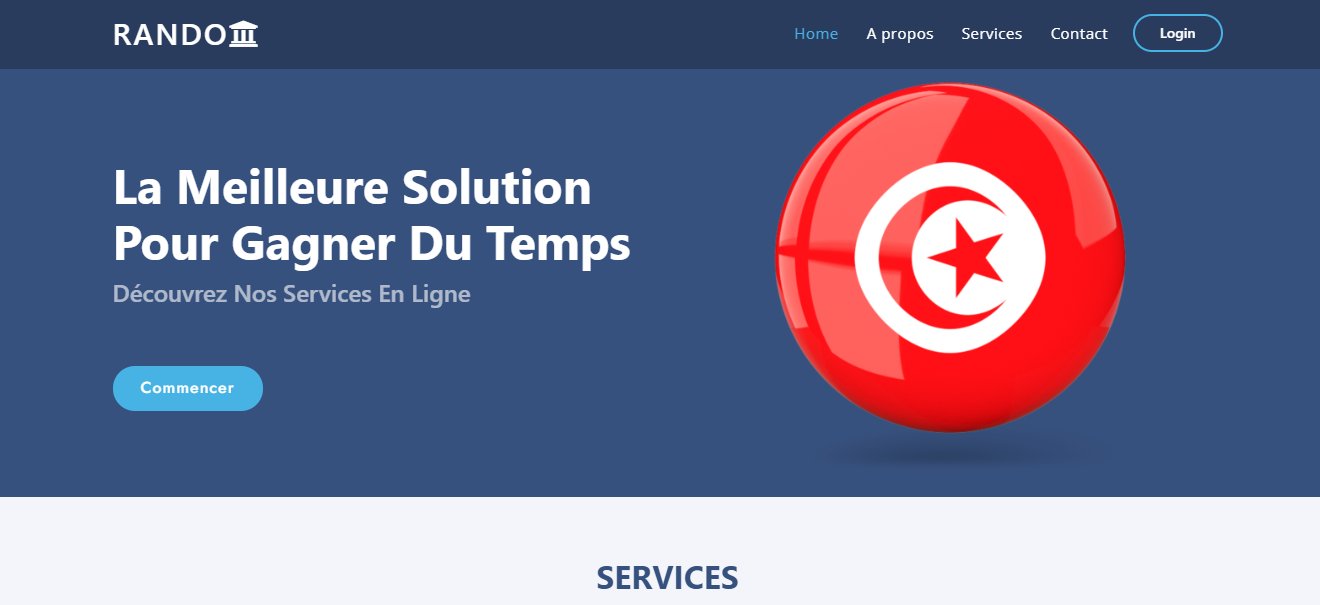 RANDO
Home
A propos
Services
Contact
Login
La Meilleure Solution
Pour Gagner Du Temps
Découvrez Nos Services En Ligne
Commencer
SERVICES